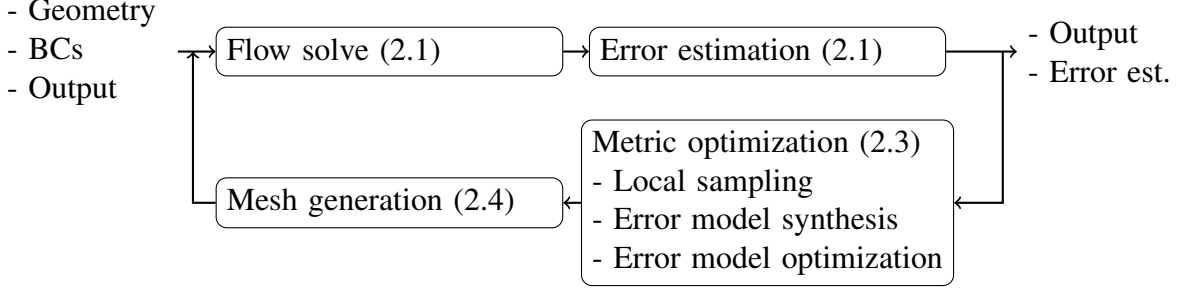 - Geometry
- BCs
- Output
Flow solve (2.1)
Error estimation (2.1)
- Output
- Error est.
Metric optimization (2.3)
- Local sampling
- Error model synthesis
- Error model optimization
Mesh generation (2.4)